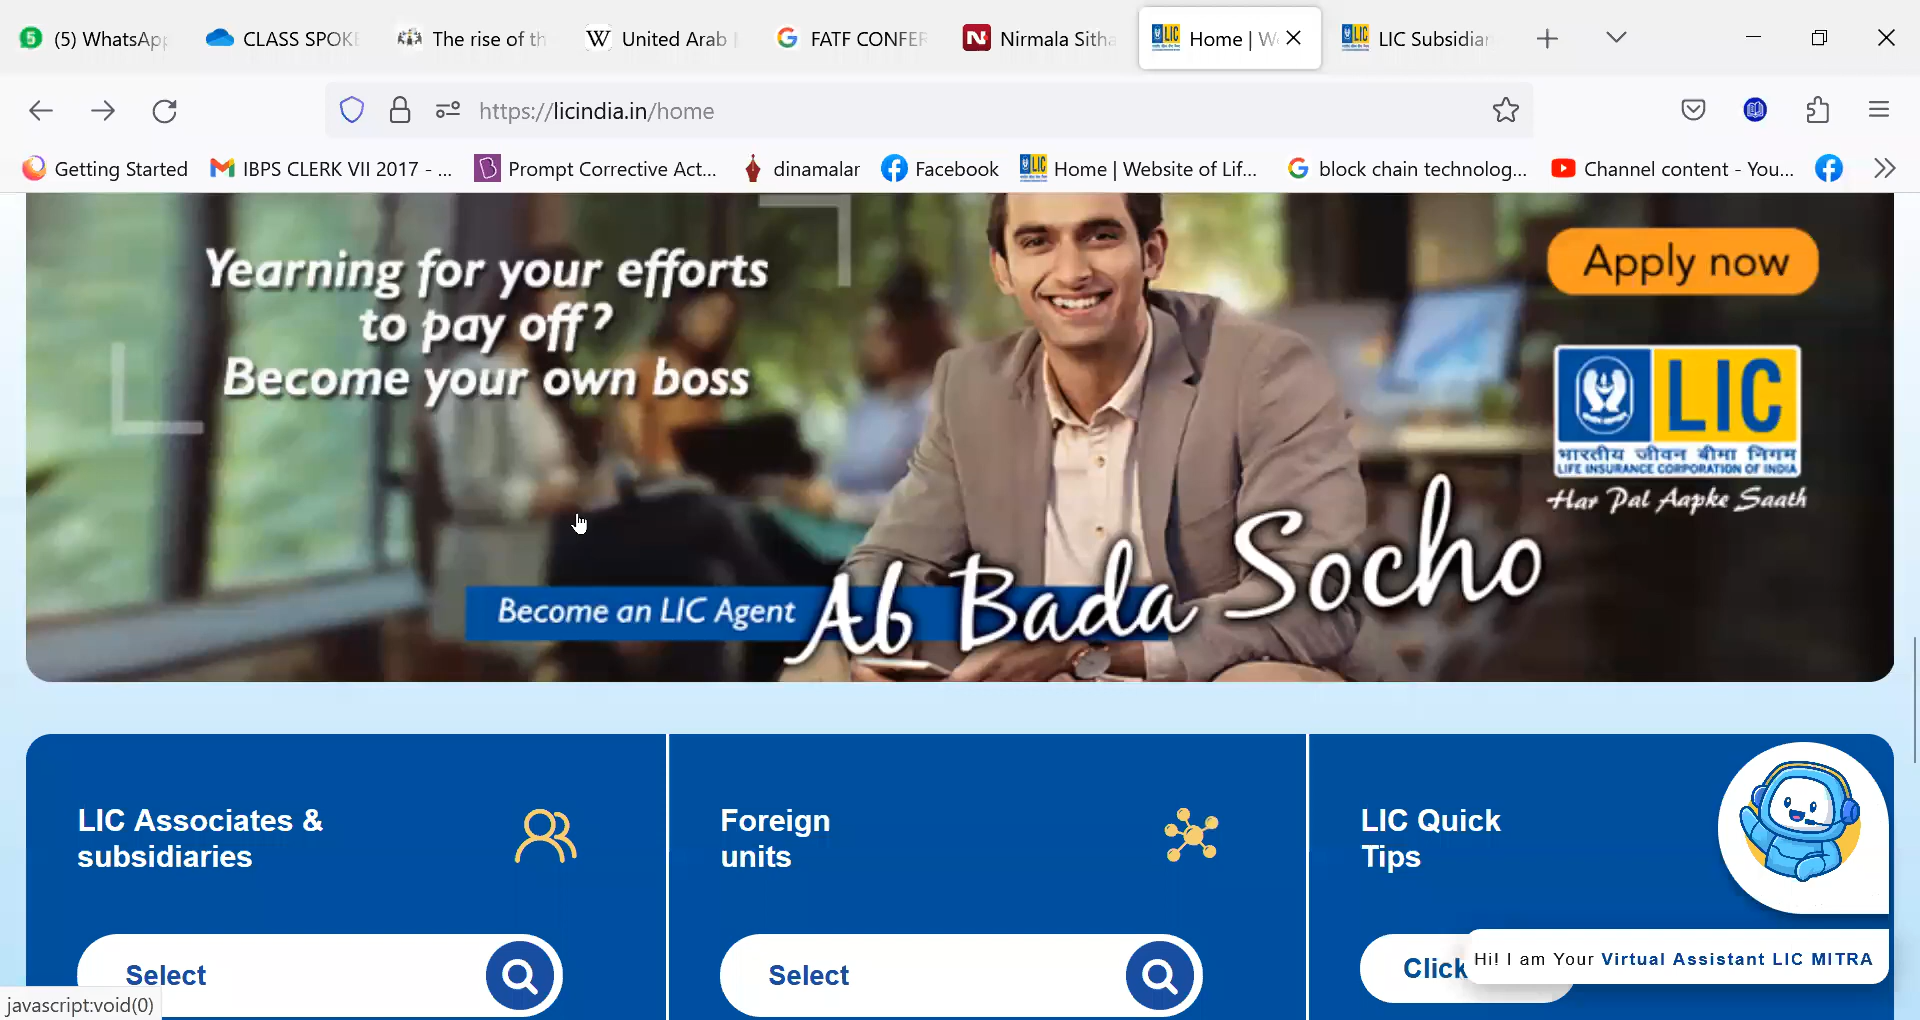 (5) WhatsAp
CLASS SPOKE
The rise of th
United Arab
FATF CONFER
Nirmala Sitha
Home | W
LIC Subsidiar
https://licindia.in/home
Getting Started
IBPS CLERK VII 2017 - ...
Prompt Corrective Act...
dinamalar
Facebook
Home | Website of Lif...
block chain technolog...
Channel content - You...
Yearning for your efforts
to pay off?
Become your own boss
Apply now
LIC
भारतीय जीवन बीमा निगम
LIFE INSURANCE CORPORATION OF INDIA
Har Pal Aapke Saath
Become an LIC Agent
Ab Bada Socho
LIC Associates &
subsidiaries
Foreign
units
LIC Quick
Tips
Select
Select
Click
Hi! I am Your Virtual Assistant LIC MITRA
javascript:void(0)